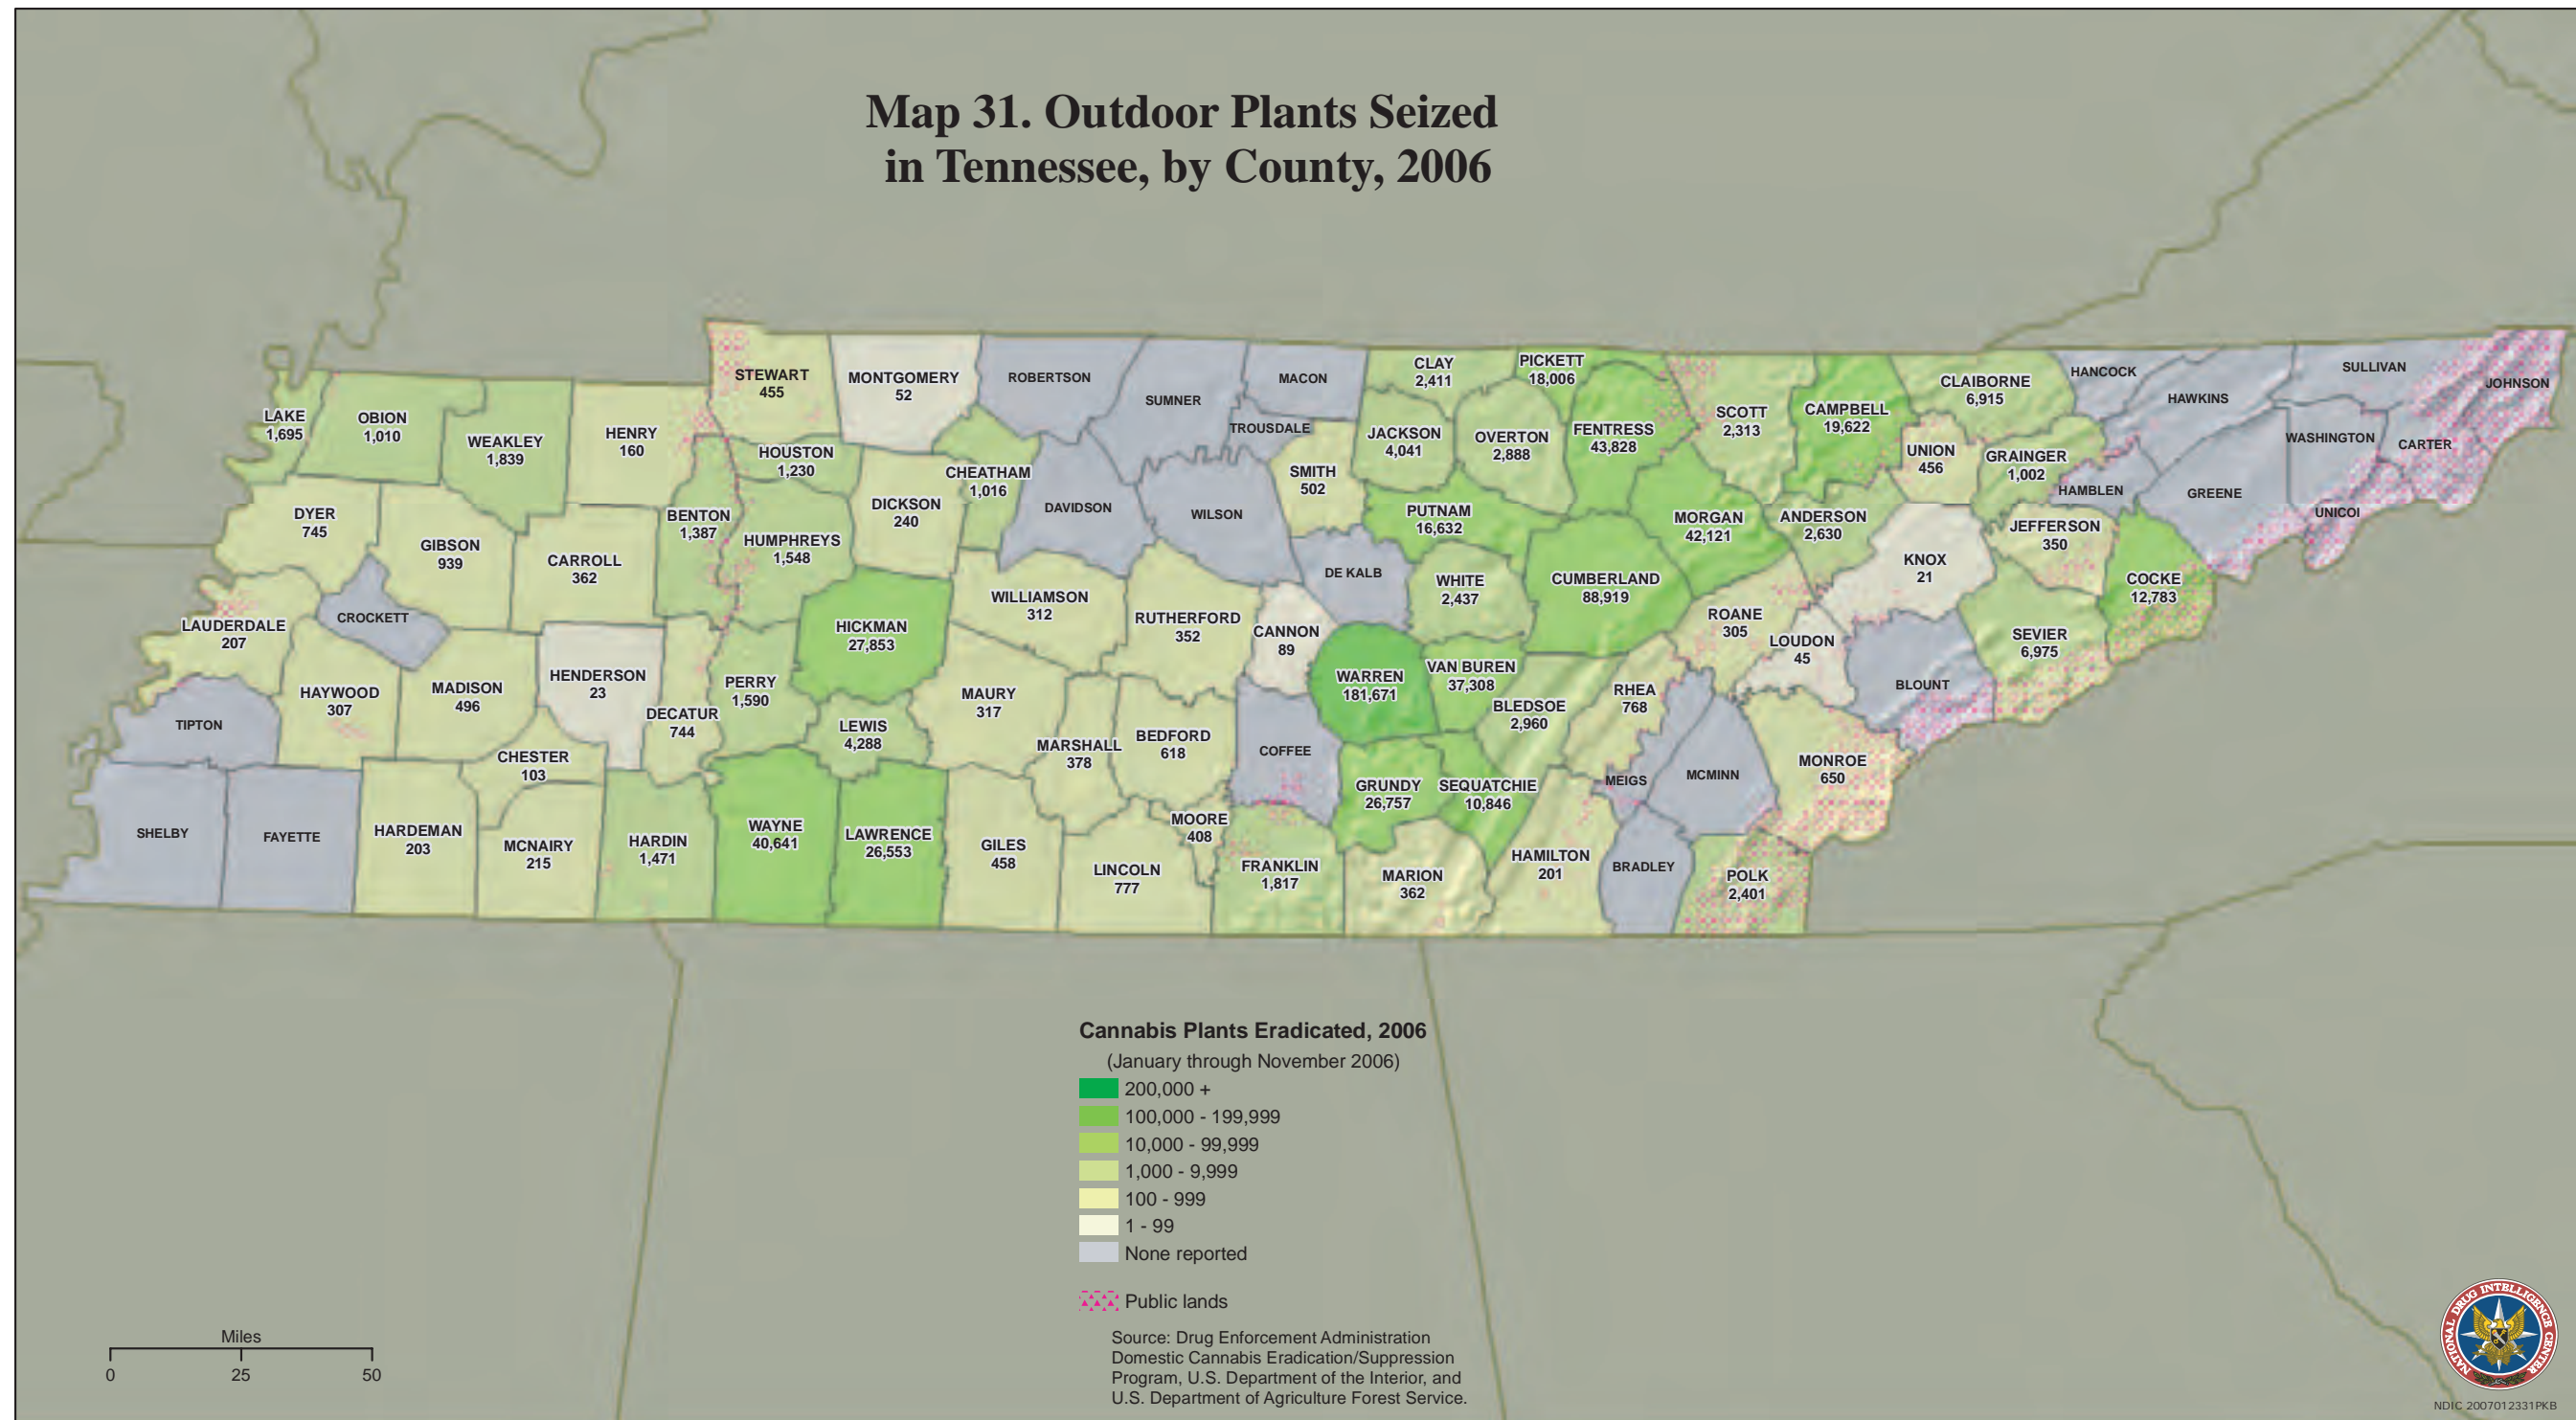 Map 31. Outdoor Plants Seized
in Tennessee, by County, 2006
STEWART
455
MONTGOMERY
52
ROBERTSON
SUMNER
MACON
TROUSDALE
CLAY
2,411
PICKETT
18,006
FENTRESS
43,828
SCOTT
2,313
CAMPBELL
19,622
CLAIBORNE
6,915
HANCOCK
HAWKINS
SULLIVAN
JOHNSON
LAKE
1,695
OBION
1,010
WEAKLEY
1,839
HENRY
160
HOUSTON
1,230
CHEATHAM
1,016
SMITH
502
JACKSON
4,041
OVERTON
2,888
UNION
456
GRAINGER
1,002
HAMBLEN
GREENE
WASHINGTON
CARTER
UNICOI
DYER
745
GIBSON
939
CARROLL
362
BENTON
1,387
HUMPHREYS
1,548
DICKSON
240
DAVIDSON
WILSON
PUTNAM
16,632
MORGAN
42,121
ANDERSON
2,630
KNOX
21
JEFFERSON
350
COCKE
12,783
LAUDERDALE
207
CROCKETT
HICKMAN
27,853
WILLIAMSON
312
RUTHERFORD
352
CANNON
89
DE KALB
WHITE
2,437
CUMBERLAND
88,919
ROANE
305
LOUDON
45
BLOUNT
SEVIER
6,975
TIPTON
HAYWOOD
307
MADISON
496
HENDERSON
23
DECATUR
744
PERRY
1,590
LEWIS
4,288
MAURY
317
MARSHALL
378
BEDFORD
618
COFFEE
WARREN
181,671
VAN BUREN
37,308
BLEDSOE
2,960
RHEA
768
MEIGS
MCMINN
MONROE
650
SHELBY
FAYETTE
HARDEMAN
203
CHESTER
103
MCNAIRY
215
HARDIN
1,471
WAYNE
40,641
LAWRENCE
26,553
GILES
458
LINCOLN
777
MOORE
408
FRANKLIN
1,817
GRUNDY
26,757
SEQUATCHIE
10,846
MARION
362
HAMILTON
201
BRADLEY
POLK
2,401
Cannabis Plants Eradicated, 2006
(January through November 2006)
200,000 +
100,000 - 199,999
10,000 - 99,999
1,000 - 9,999
100 - 999
1 - 99
None reported
Public lands
Source: Drug Enforcement Administration
Domestic Cannabis Eradication/Suppression
Program, U.S. Department of the Interior, and
U.S. Department of Agriculture Forest Service.
Miles
0 25 50
NATIONAL DRUG INTELLIGENCE CENTER
NDIC 2007012331PKB